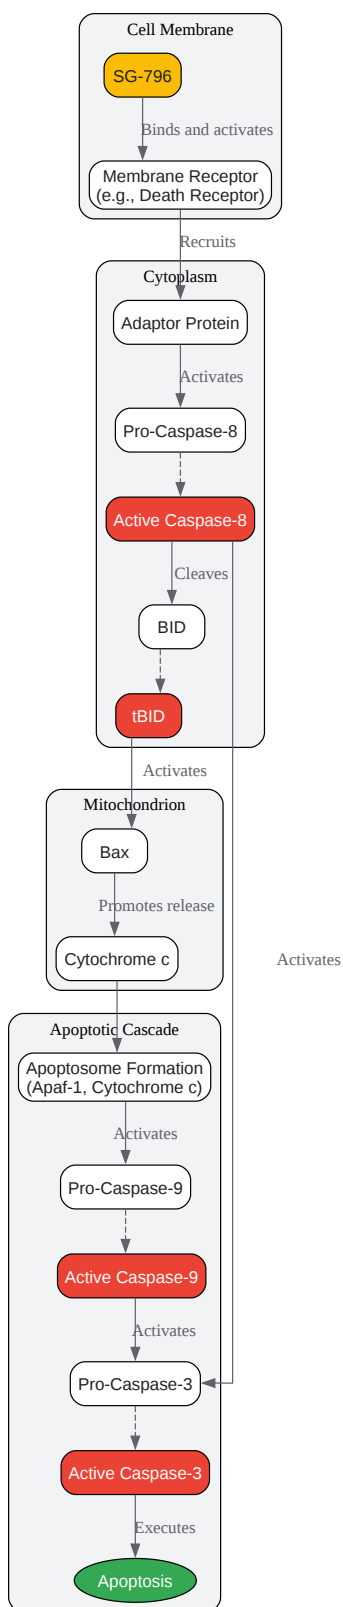 Cell Membrane
SG-796
Binds and activates
Membrane Receptor
(e.g., Death Receptor)
Recruits
Cytoplasm
Adaptor Protein
Activates
Pro-Caspase-8
Active Caspase-8
Cleaves
BID
tBID
Activates
Mitochondrion
Bax
Promotes release
Cytochrome c
Activates
Apoptotic Cascade
Apoptosome Formation
(Apaf-1, Cytochrome c)
Activates
Pro-Caspase-9
Active Caspase-9
Activates
Pro-Caspase-3
Active Caspase-3
Executes
Apoptosis